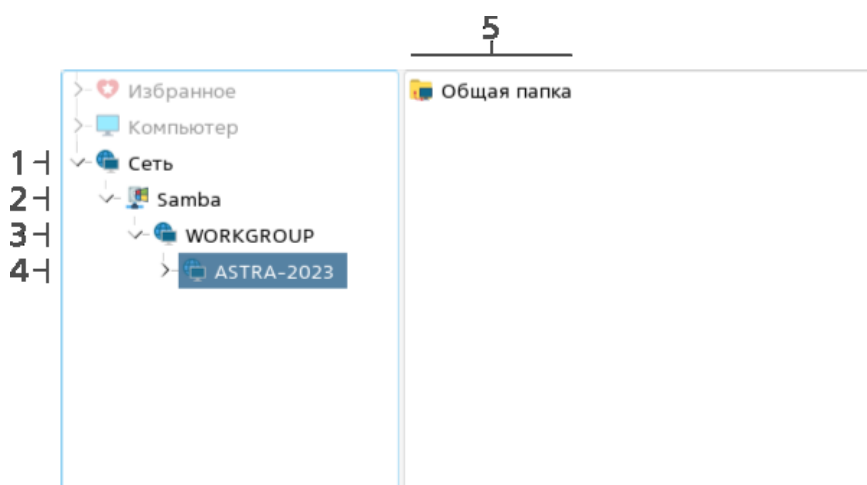 5
Избранное
Общая папка
Компьютер
1 Сеть
2 Samba
3 WORKGROUP
4 ASTRA-2023